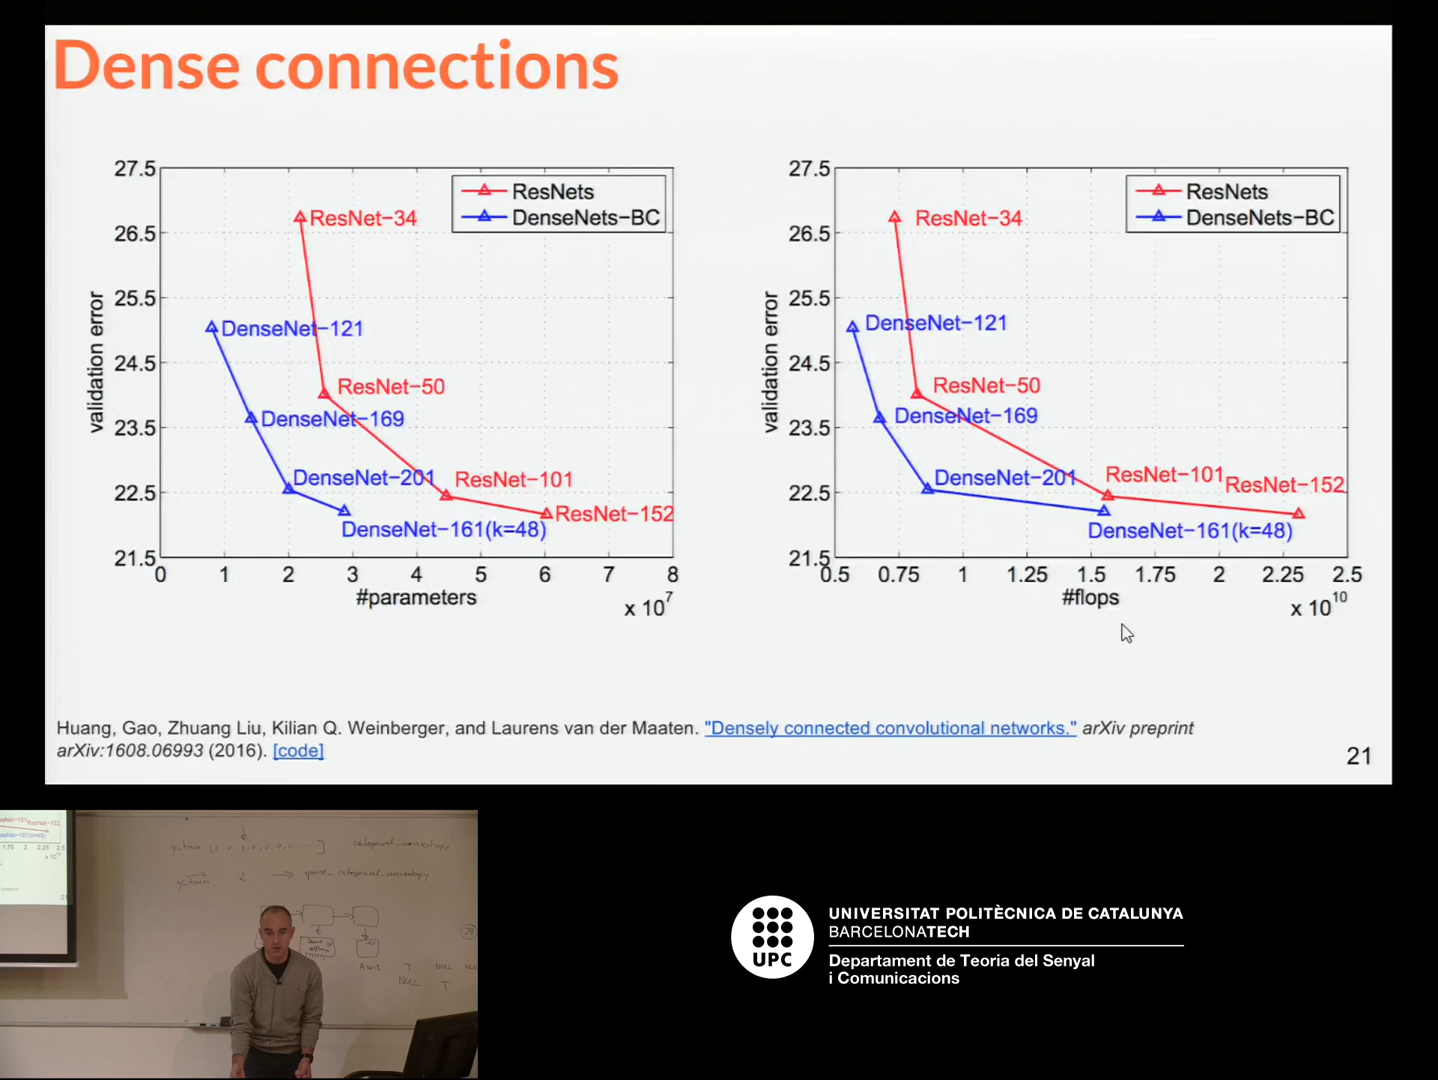 Dense connections
27.5
26.5
25.5
24.5
23.5
22.5
21.5
validation error
ResNets
DenseNets-BC
ResNet-34
DenseNet-121
ResNet-50
DenseNet-169
DenseNet-201
ResNet-101
ResNet-152
DenseNet-161(k=48)
0 1 2 3 4 5 6 7 8
#parameters
x 10^7
27.5
26.5
25.5
24.5
23.5
22.5
21.5
validation error
ResNets
DenseNets-BC
ResNet-34
DenseNet-121
ResNet-50
DenseNet-169
DenseNet-201
ResNet-101
ResNet-152
DenseNet-161(k=48)
0.5 0.75 1 1.25 1.5 1.75 2 2.25 2.5
#flops
x 10^10
Huang, Gao, Zhuang Liu, Kilian Q. Weinberger, and Laurens van der Maaten. "Densely connected convolutional networks." arXiv preprint
arXiv:1608.06993 (2016). [code]
21
UPC
UNIVERSITAT POLITÈCNICA DE CATALUNYA
BARCELONATECH
Departament de Teoria del Senyal
i Comunicacions